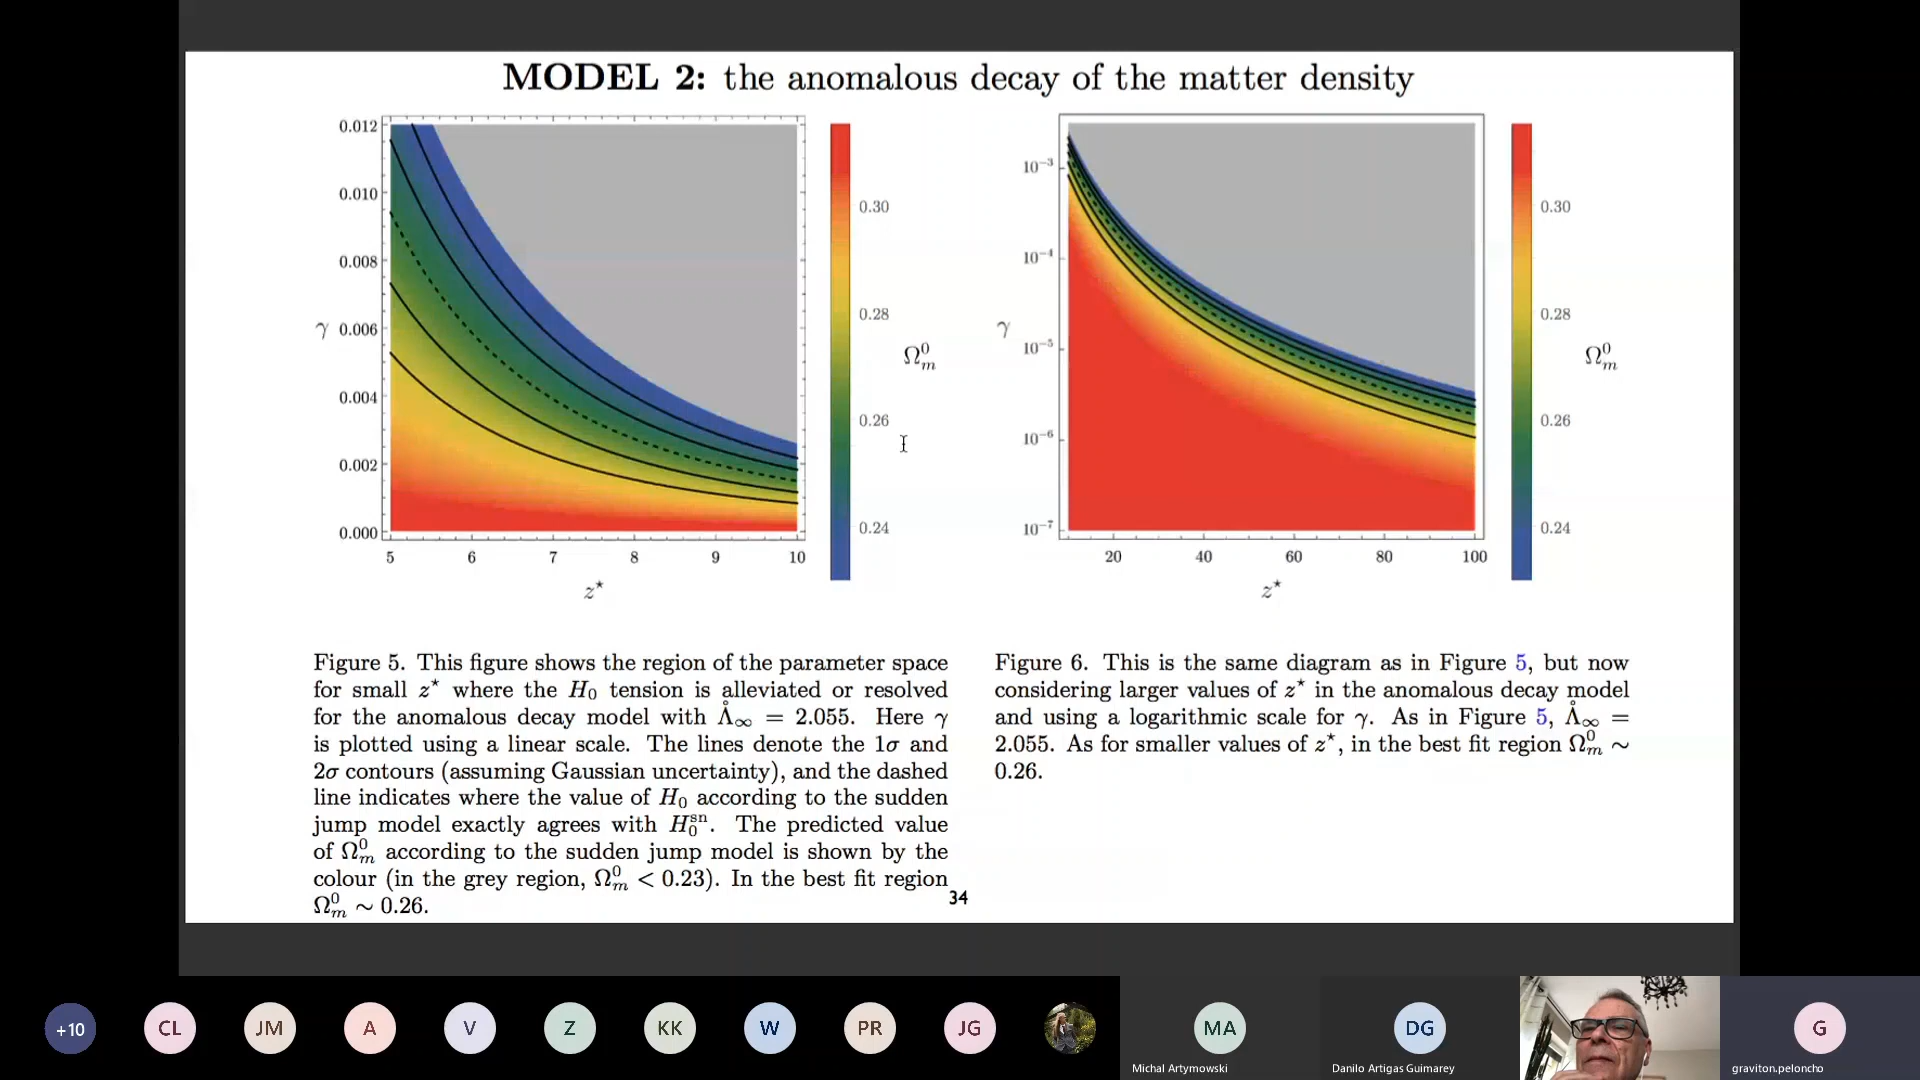 MODEL 2: the anomalous decay of the matter density
0.012
0.010
0.008
γ 0.006
0.004
0.002
0.000
5 6 7 8 9 10
z⋆
0.30
0.28
Ω⁰ₘ
0.26
0.24
10⁻³
10⁻⁴
γ
10⁻⁵
10⁻⁶
10⁻⁷
20 40 60 80 100
z⋆
0.30
0.28
Ω⁰ₘ
0.26
0.24
Figure 5. This figure shows the region of the parameter space
for small z⋆ where the H₀ tension is alleviated or resolved
for the anomalous decay model with Λ̊∞ = 2.055. Here γ
is plotted using a linear scale. The lines denote the 1σ and
2σ contours (assuming Gaussian uncertainty), and the dashed
line indicates where the value of H₀ according to the sudden
jump model exactly agrees with H₀ˢⁿ. The predicted value
of Ω⁰ₘ according to the sudden jump model is shown by the
colour (in the grey region, Ω⁰ₘ < 0.23). In the best fit region
Ω⁰ₘ ∼ 0.26.
Figure 6. This is the same diagram as in Figure 5, but now
considering larger values of z⋆ in the anomalous decay model
and using a logarithmic scale for γ. As in Figure 5, Λ̊∞ =
2.055. As for smaller values of z⋆, in the best fit region Ω⁰ₘ ∼
0.26.
34
+10 CL JM A V Z KK W PR JG MA DG G
Michal Artymowski Danilo Artigas Guimarey graviton.peloncho